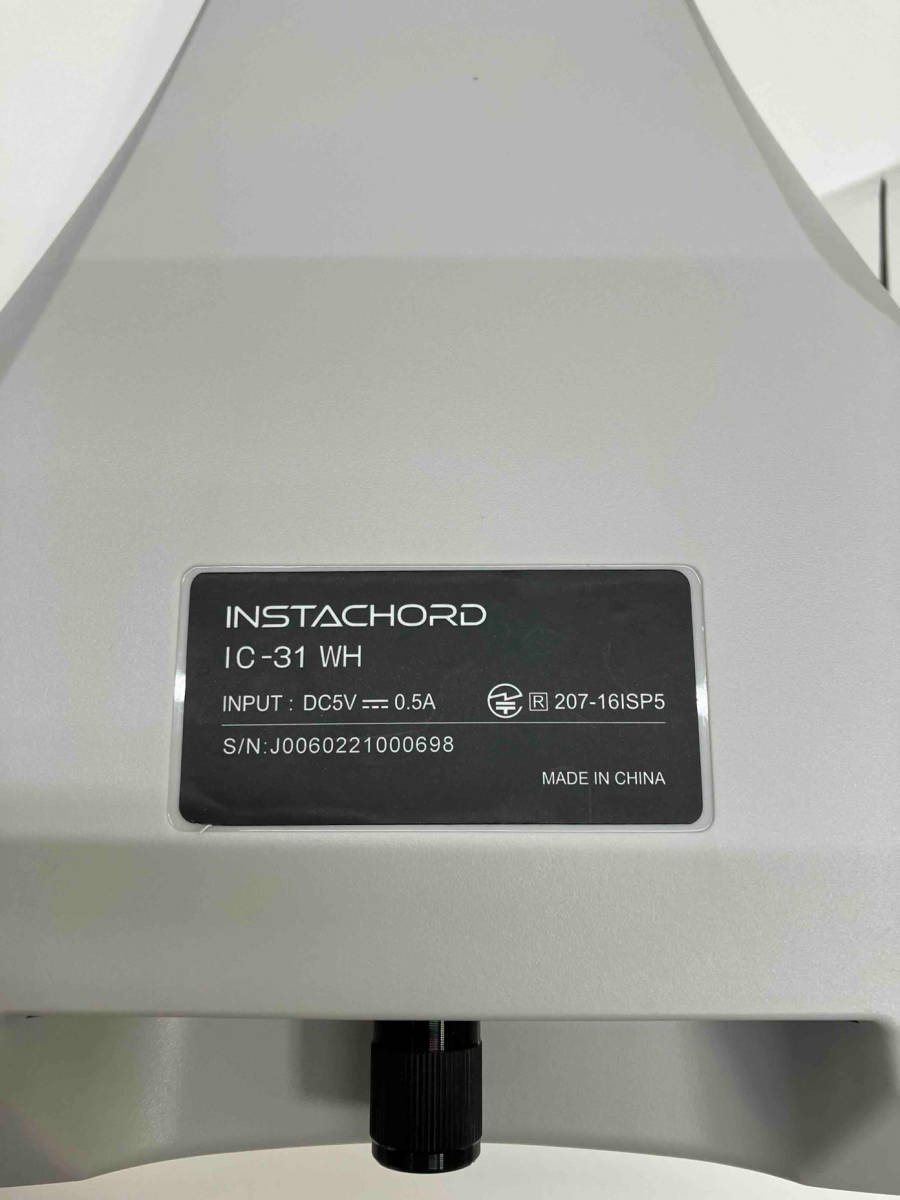 INSTACHORD
IC-31 WH
INPUT : DC5V ⎓ 0.5A R 207-16ISP5
S/N:J0060221000698
MADE IN CHINA